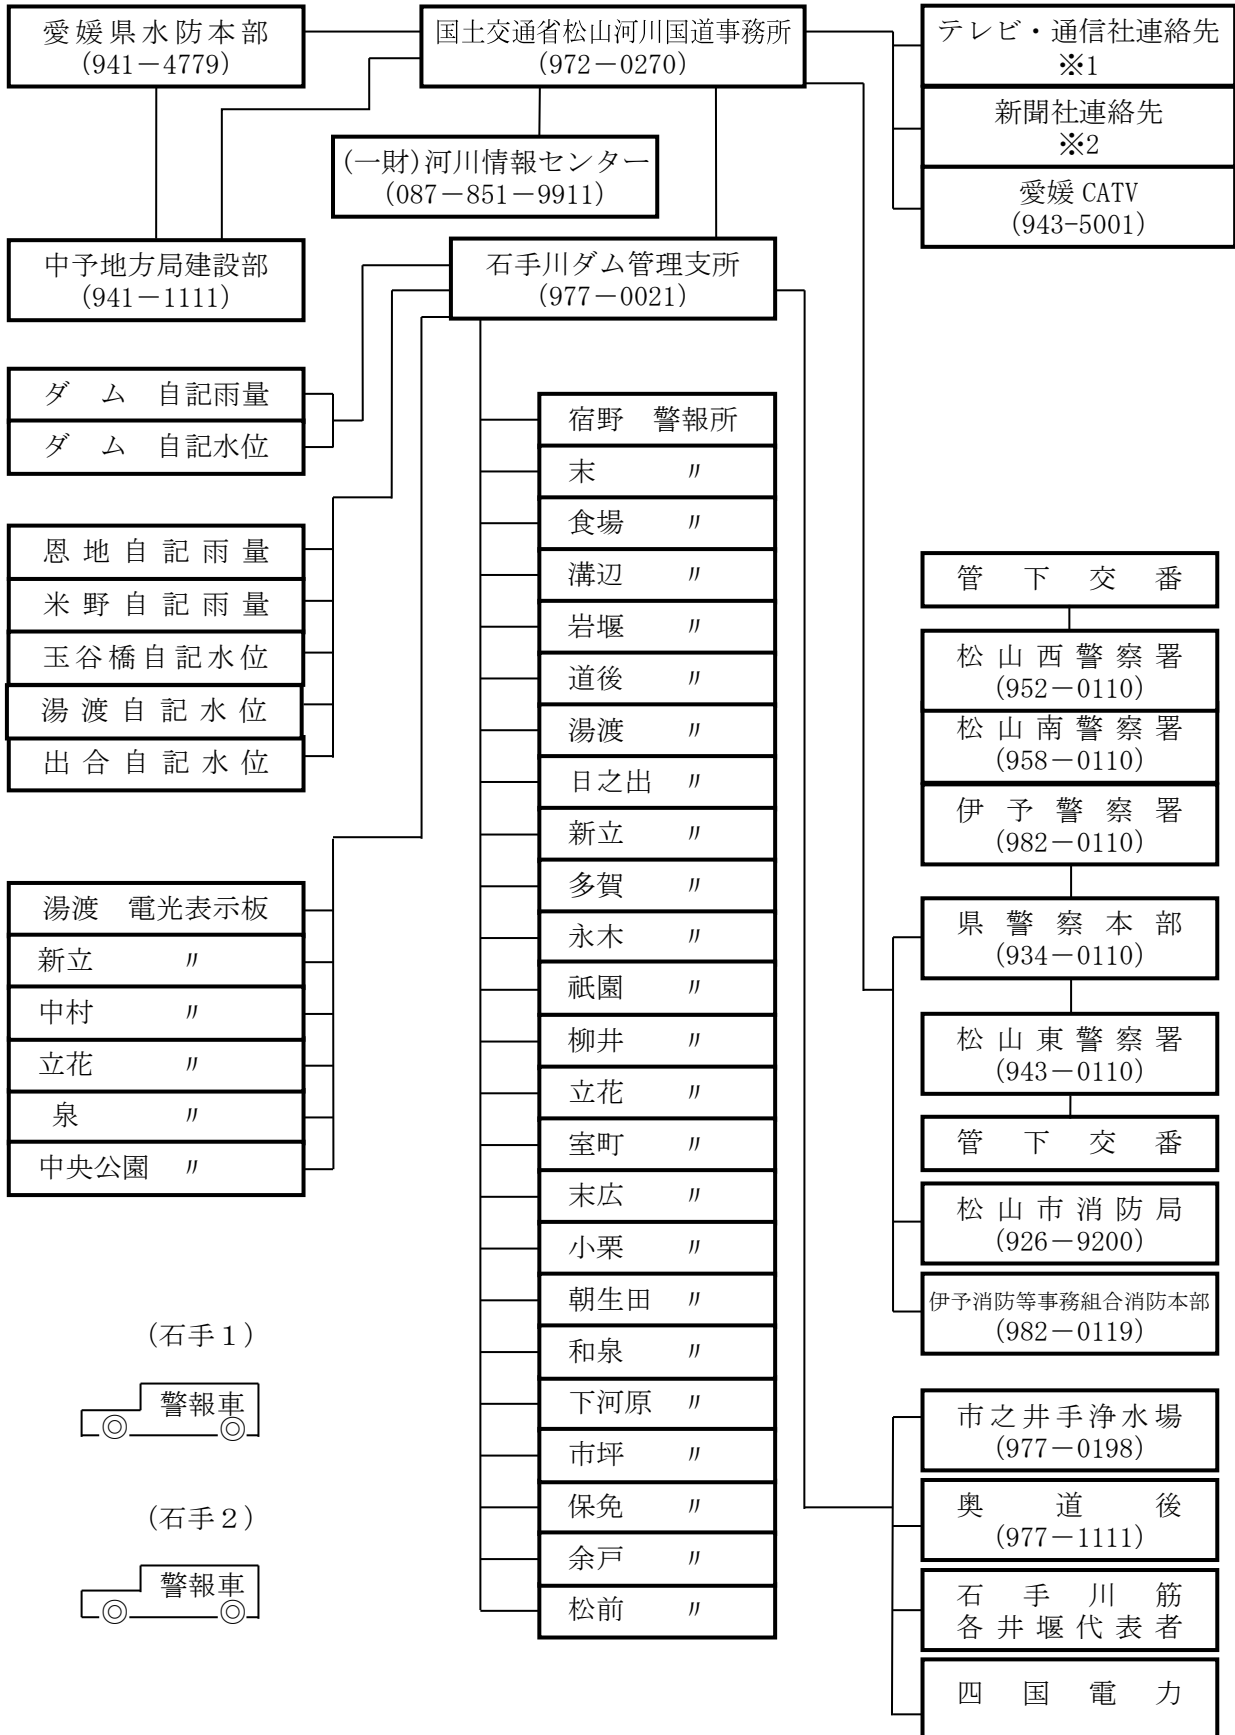 愛媛県水防本部
(941－4779)
国土交通省松山河川国道事務所
(972－0270)
テレビ・通信社連絡先
※1
新聞社連絡先
※2
愛媛 CATV
(943-5001)
(一財)河川情報センター
(087－851－9911)
中予地方局建設部
(941－1111)
石手川ダム管理支所
(977－0021)
ダム　自記雨量
ダム　自記水位
恩地自記雨量
米野自記雨量
玉谷橋自記水位
湯渡自記水位
出合自記水位
湯渡　電光表示板
新立　〃
中村　〃
立花　〃
泉　〃
中央公園　〃
(石手１)
警報車
(石手２)
警報車
宿野　警報所
末　〃
食場　〃
溝辺　〃
岩堰　〃
道後　〃
湯渡　〃
日之出　〃
新立　〃
多賀　〃
永木　〃
祇園　〃
柳井　〃
立花　〃
室町　〃
末広　〃
小栗　〃
朝生田　〃
和泉　〃
下河原　〃
市坪　〃
保免　〃
余戸　〃
松前　〃
管下交番
松山西警察署
(952－0110)
松山南警察署
(958－0110)
伊予警察署
(982－0110)
県警察本部
(934－0110)
松山東警察署
(943－0110)
管下交番
松山市消防局
(926－9200)
伊予消防等事務組合消防本部
(982－0119)
市之井手浄水場
(977－0198)
奥道後
(977－1111)
石手川筋
各井堰代表者
四国電力